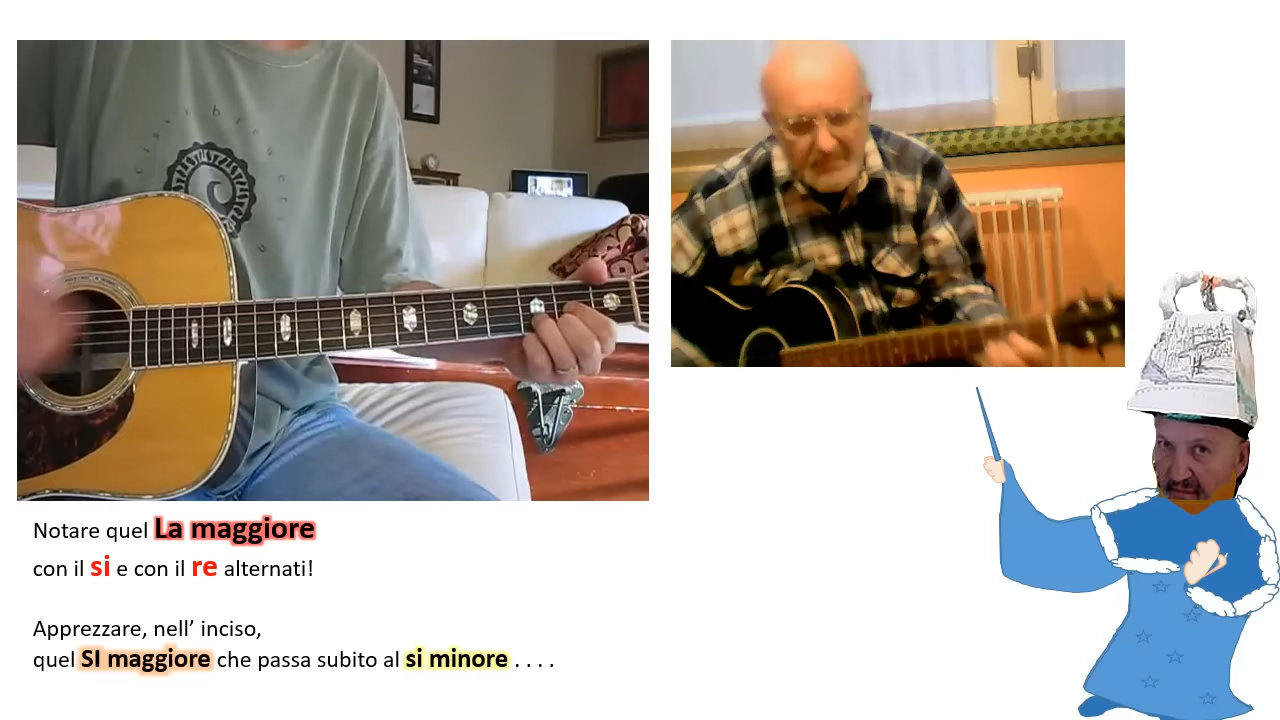 Notare quel La maggiore
con il si e con il re alternati!
Apprezzare, nell’ inciso,
quel SI maggiore che passa subito al si minore . . . .